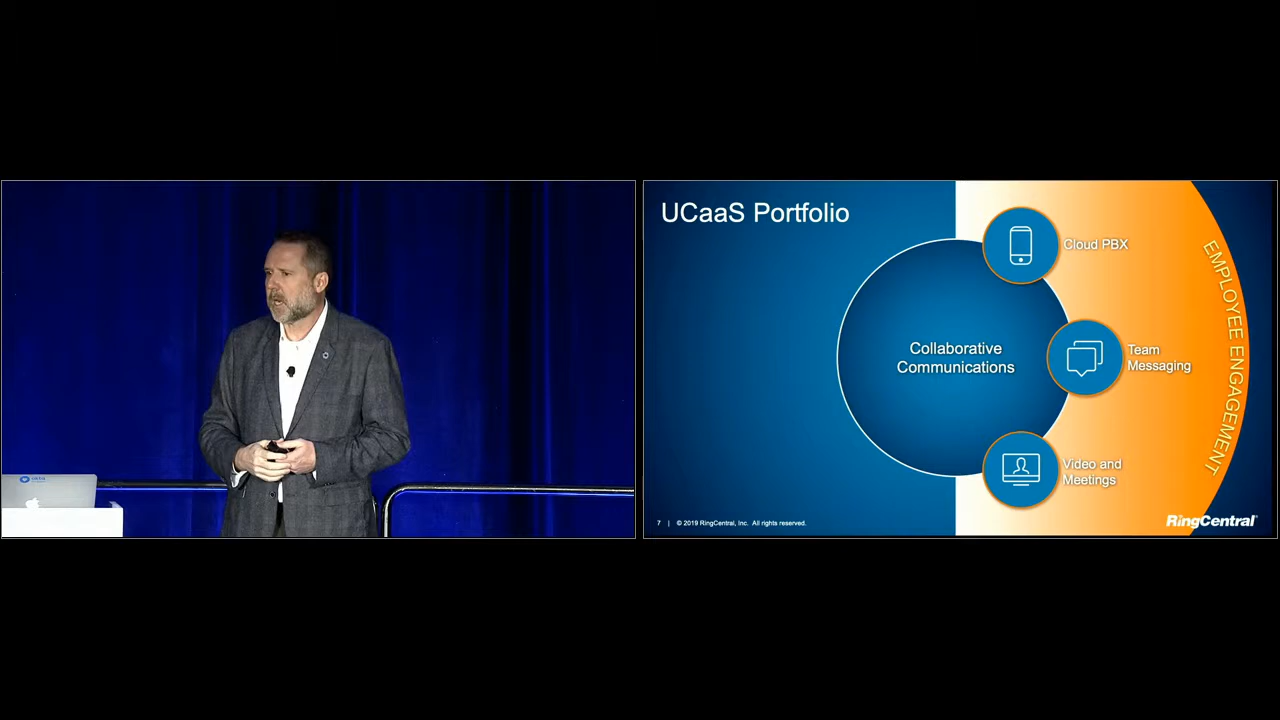 UCaaS Portfolio
Cloud PBX
Collaborative
Communications
Team
Messaging
Video and
Meetings
EMPLOYEE ENGAGEMENT
7 | © 2019 RingCentral, Inc. All rights reserved.
RingCentral®